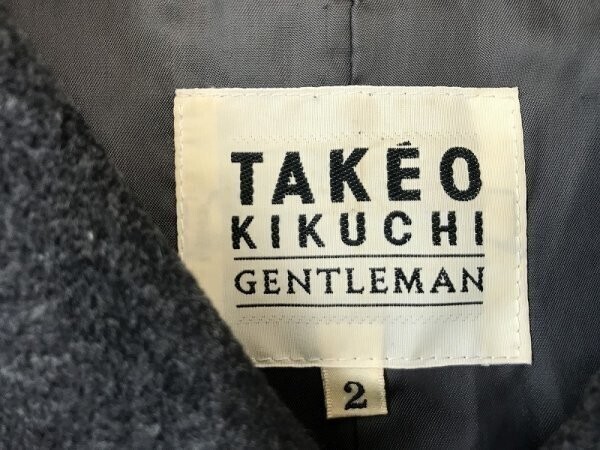 TAKÉO
KIKUCHI
GENTLEMAN
2